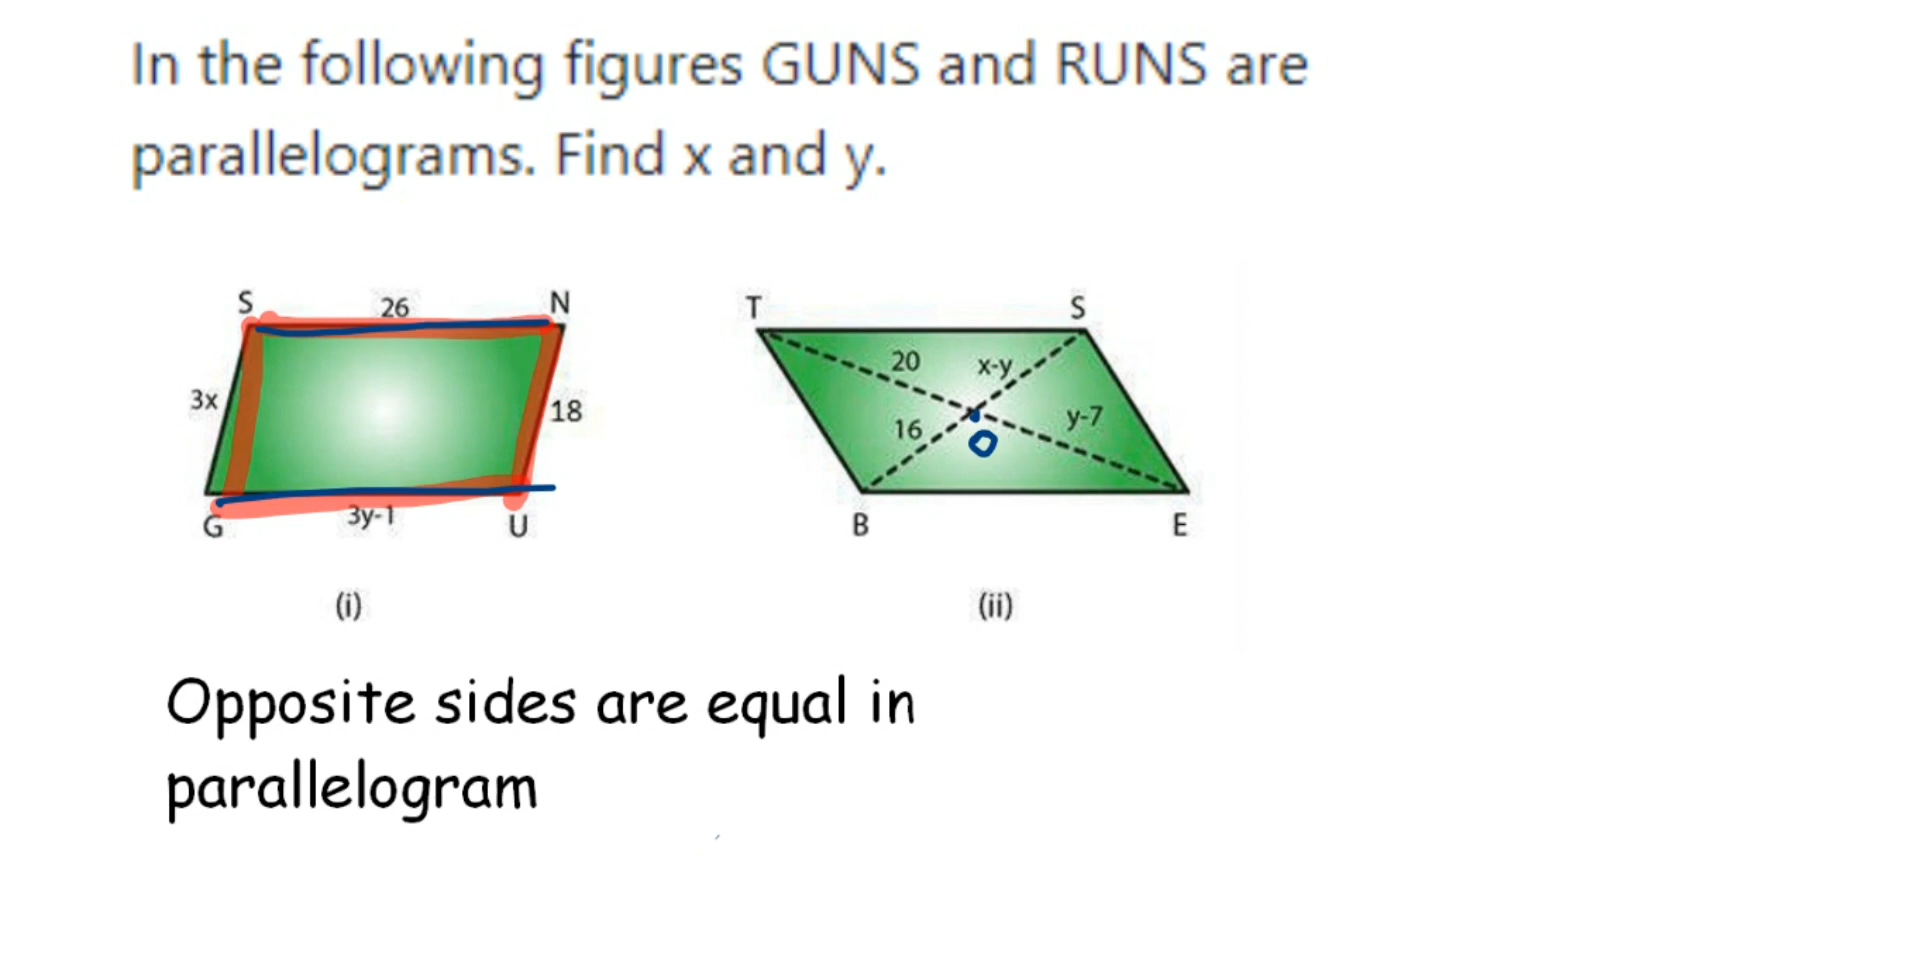 In the following figures GUNS and RUNS are
parallelograms. Find x and y.
S 26 N
3x 18
G 3y-1 U
(i)
T S
20 x-y
16 y-7
O
B E
(ii)
Opposite sides are equal in
parallelogram